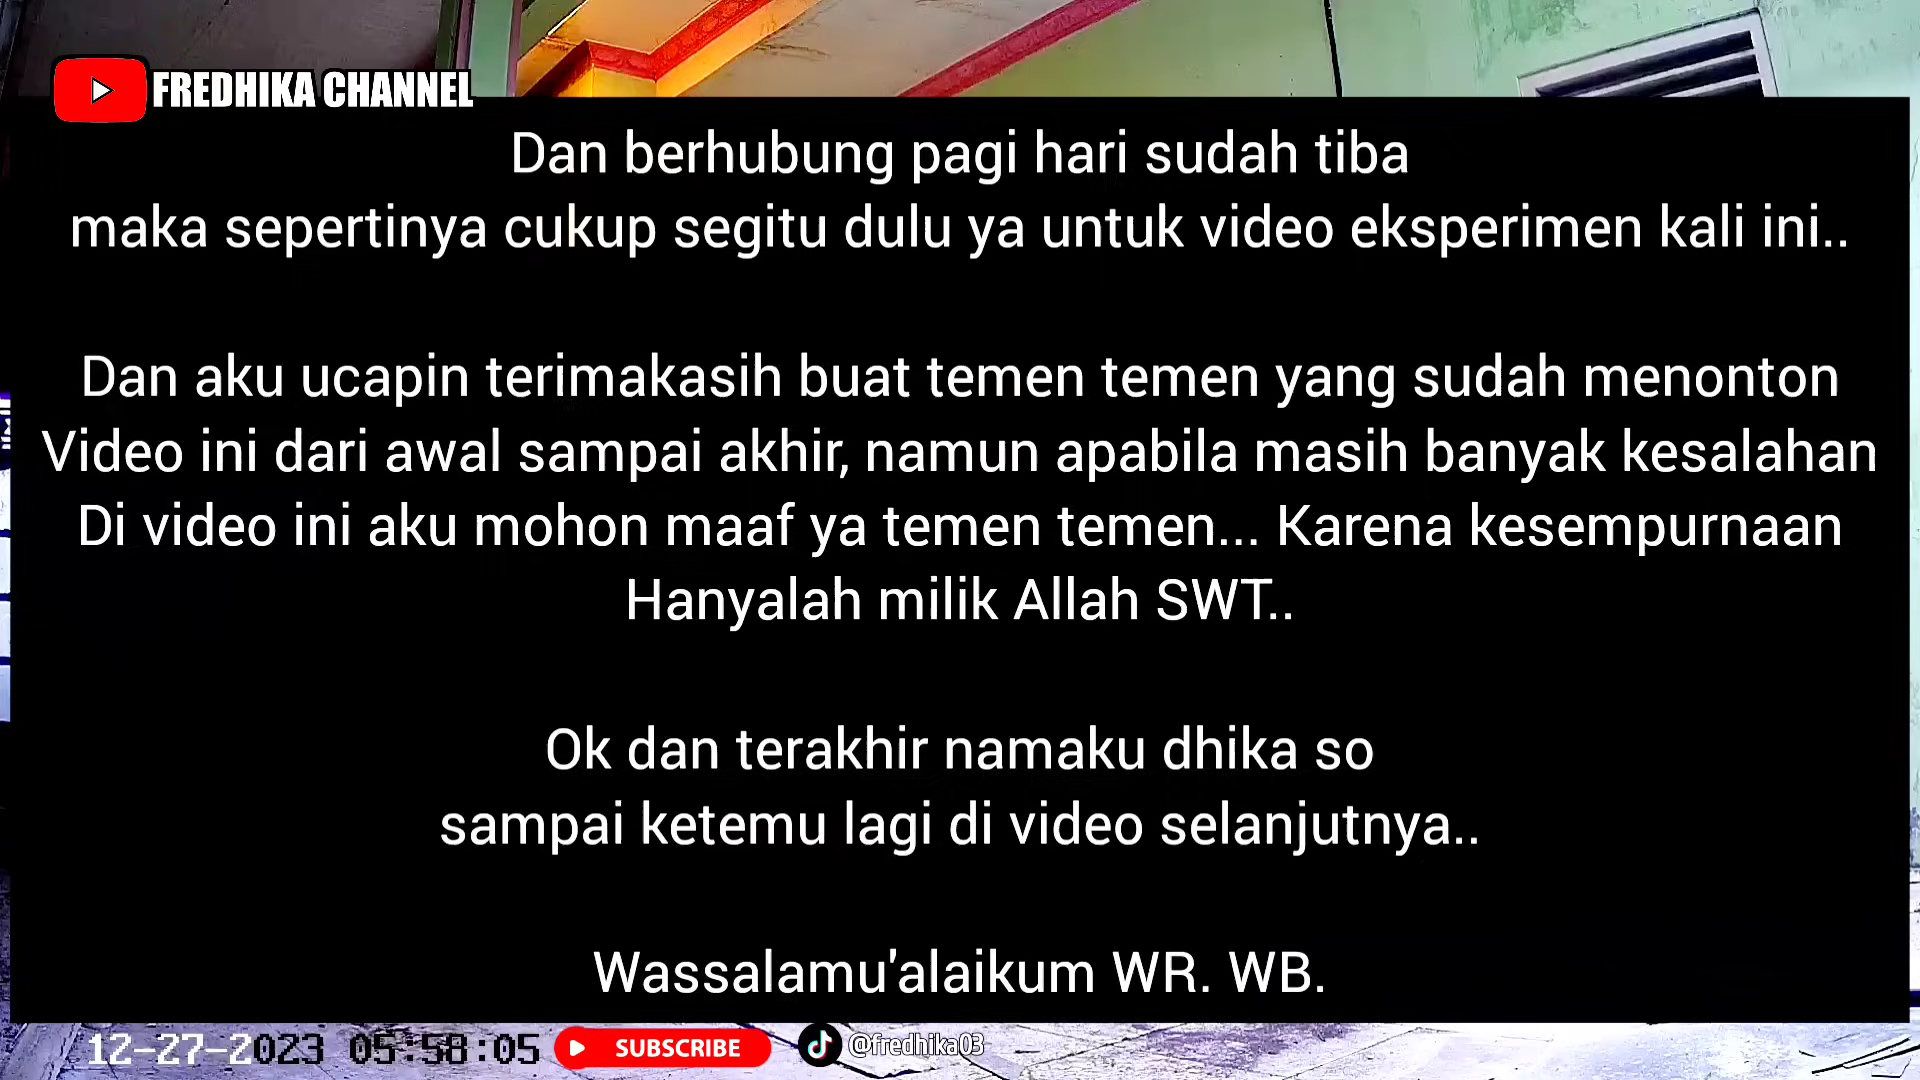 FREDHIKA CHANNEL
Dan berhubung pagi hari sudah tiba
maka sepertinya cukup segitu dulu ya untuk video eksperimen kali ini..
Dan aku ucapin terimakasih buat temen temen yang sudah menonton
Video ini dari awal sampai akhir, namun apabila masih banyak kesalahan
Di video ini aku mohon maaf ya temen temen... Karena kesempurnaan
Hanyalah milik Allah SWT..
Ok dan terakhir namaku dhika so
sampai ketemu lagi di video selanjutnya..
Wassalamu'alaikum WR. WB.
12-27-2023 05:58:05 SUBSCRIBE @fredhika03